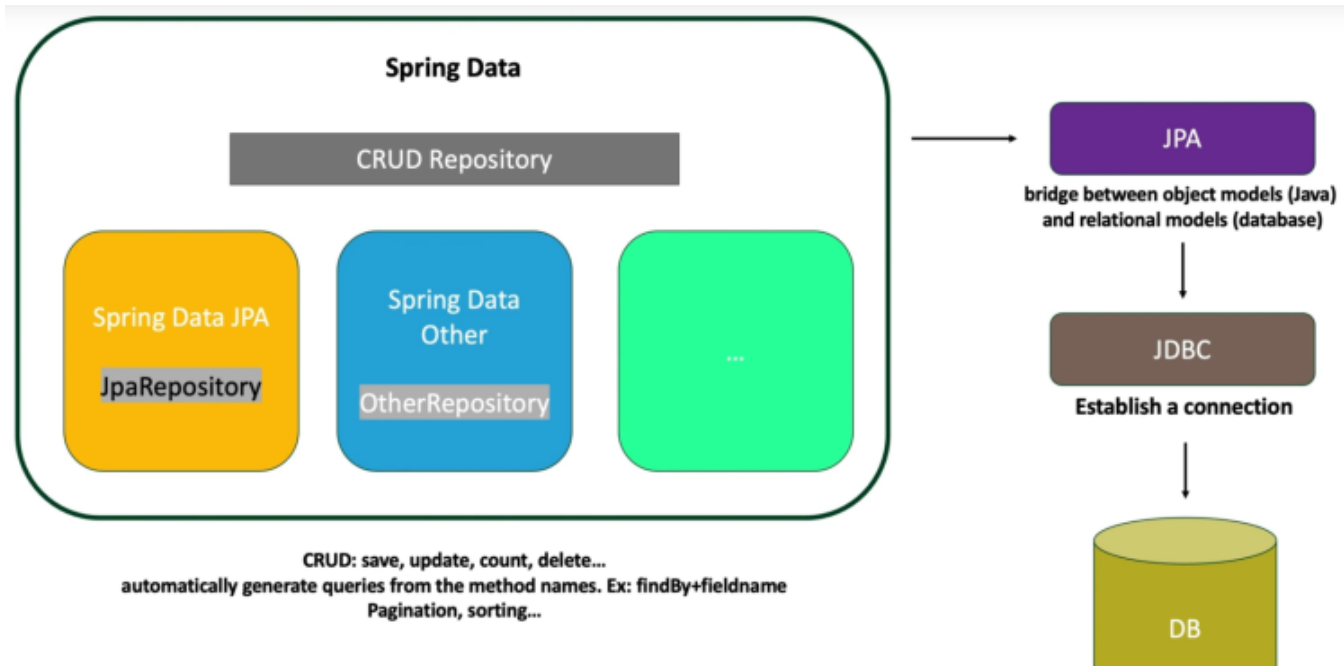 Spring Data
CRUD Repository
Spring Data JPA
JpaRepository
Spring Data
Other
OtherRepository
...
CRUD: save, update, count, delete...
automatically generate queries from the method names. Ex: findBy+fieldname
Pagination, sorting...
JPA
bridge between object models (Java)
and relational models (database)
JDBC
Establish a connection
DB